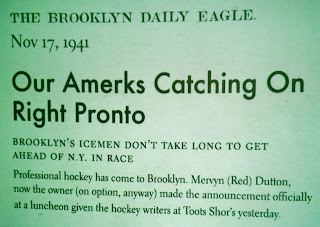 THE BROOKLYN DAILY EAGLE.
Nov 17, 1941
Our Amerks Catching On
Right Pronto
BROOKLYN'S ICEMEN DON'T TAKE LONG TO GET
AHEAD OF N.Y. IN RACE
Professional hockey has come to Brooklyn. Mervyn (Red) Dutton,
now the owner (on option, anyway) made the announcement officially
at a luncheon given the hockey writers at Toots Shor's yesterday.